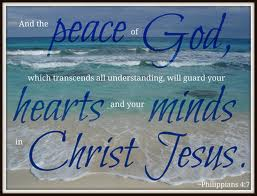 And the peace of God,
which transcends all understanding, will guard your
hearts and your minds
in Christ Jesus.
~Philippians 4:7